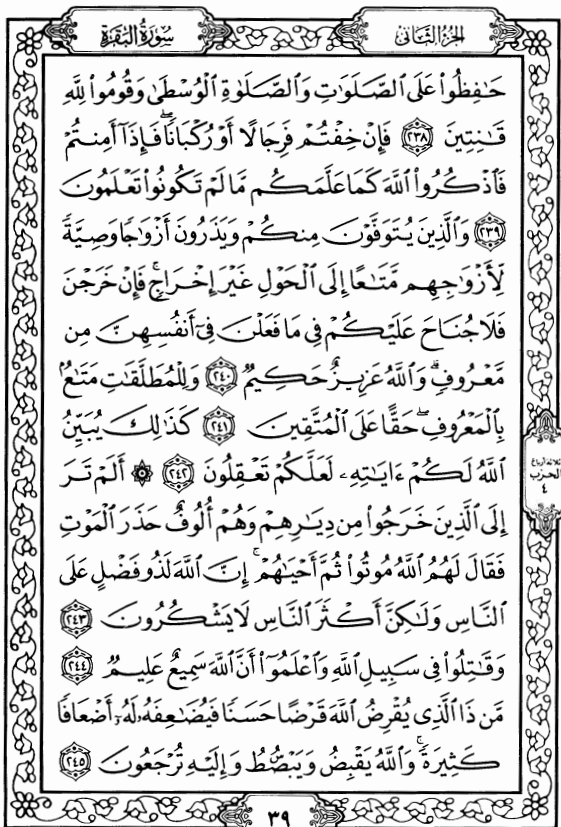 الجزء الثاني
سورة البقرة
حَـٰفِظُوا۟ عَلَى ٱلصَّلَوَٰتِ وَٱلصَّلَوٰةِ ٱلْوُسْطَىٰ وَقُومُوا۟ لِلَّهِ
قَـٰنِتِينَ ٢٣٨ فَإِنْ خِفْتُمْ فَرِجَالًا أَوْ رُكْبَانًا ۖ فَإِذَآ أَمِنتُمْ
فَٱذْكُرُوا۟ ٱللَّهَ كَمَا عَلَّمَكُم مَّا لَمْ تَكُونُوا۟ تَعْلَمُونَ
٢٣٩ وَٱلَّذِينَ يُتَوَفَّوْنَ مِنكُمْ وَيَذَرُونَ أَزْوَٰجًا وَصِيَّةً
لِّأَزْوَٰجِهِم مَّتَـٰعًا إِلَى ٱلْحَوْلِ غَيْرَ إِخْرَاجٍ ۚ فَإِنْ خَرَجْنَ
فَلَا جُنَاحَ عَلَيْكُمْ فِى مَا فَعَلْنَ فِىٓ أَنفُسِهِنَّ مِن
مَّعْرُوفٍ ۗ وَٱللَّهُ عَزِيزٌ حَكِيمٌ ٢٤٠ وَلِلْمُطَلَّقَـٰتِ مَتَـٰعٌۢ
بِٱلْمَعْرُوفِ ۖ حَقًّا عَلَى ٱلْمُتَّقِينَ ٢٤١ كَذَٰلِكَ يُبَيِّنُ
ٱللَّهُ لَكُمْ ءَايَـٰتِهِۦ لَعَلَّكُمْ تَعْقِلُونَ ٢٤٢ ۞ أَلَمْ تَرَ
إِلَى ٱلَّذِينَ خَرَجُوا۟ مِن دِيَـٰرِهِمْ وَهُمْ أُلُوفٌ حَذَرَ ٱلْمَوْتِ
فَقَالَ لَهُمُ ٱللَّهُ مُوتُوا۟ ثُمَّ أَحْيَـٰهُمْ ۚ إِنَّ ٱللَّهَ لَذُو فَضْلٍ عَلَى
ٱلنَّاسِ وَلَـٰكِنَّ أَكْثَرَ ٱلنَّاسِ لَا يَشْكُرُونَ ٢٤٣
وَقَـٰتِلُوا۟ فِى سَبِيلِ ٱللَّهِ وَٱعْلَمُوٓا۟ أَنَّ ٱللَّهَ سَمِيعٌ عَلِيمٌ ٢٤٤
مَّن ذَا ٱلَّذِى يُقْرِضُ ٱللَّهَ قَرْضًا حَسَنًا فَيُضَـٰعِفَهُۥ لَهُۥٓ أَضْعَافًا
كَثِيرَةً ۚ وَٱللَّهُ يَقْبِضُ وَيَبْصُۜطُ وَإِلَيْهِ تُرْجَعُونَ ٢٤٥
ثلاثة أرباع
الحزب
٤
٣٩